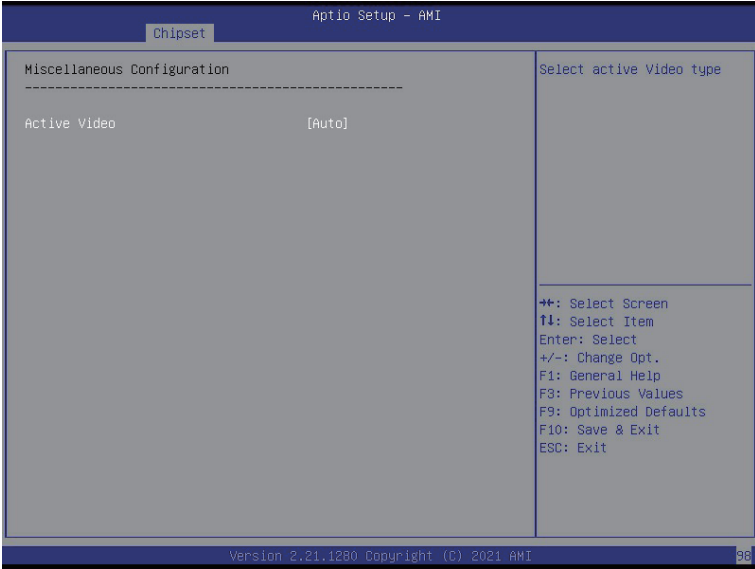 Aptio Setup – AMI
Chipset
Miscellaneous Configuration
--------------------------------------------------
Active Video [Auto]
Select active Video type
→←: Select Screen
↑↓: Select Item
Enter: Select
+/-: Change Opt.
F1: General Help
F3: Previous Values
F9: Optimized Defaults
F10: Save & Exit
ESC: Exit
Version 2.21.1280 Copyright (C) 2021 AMI
98